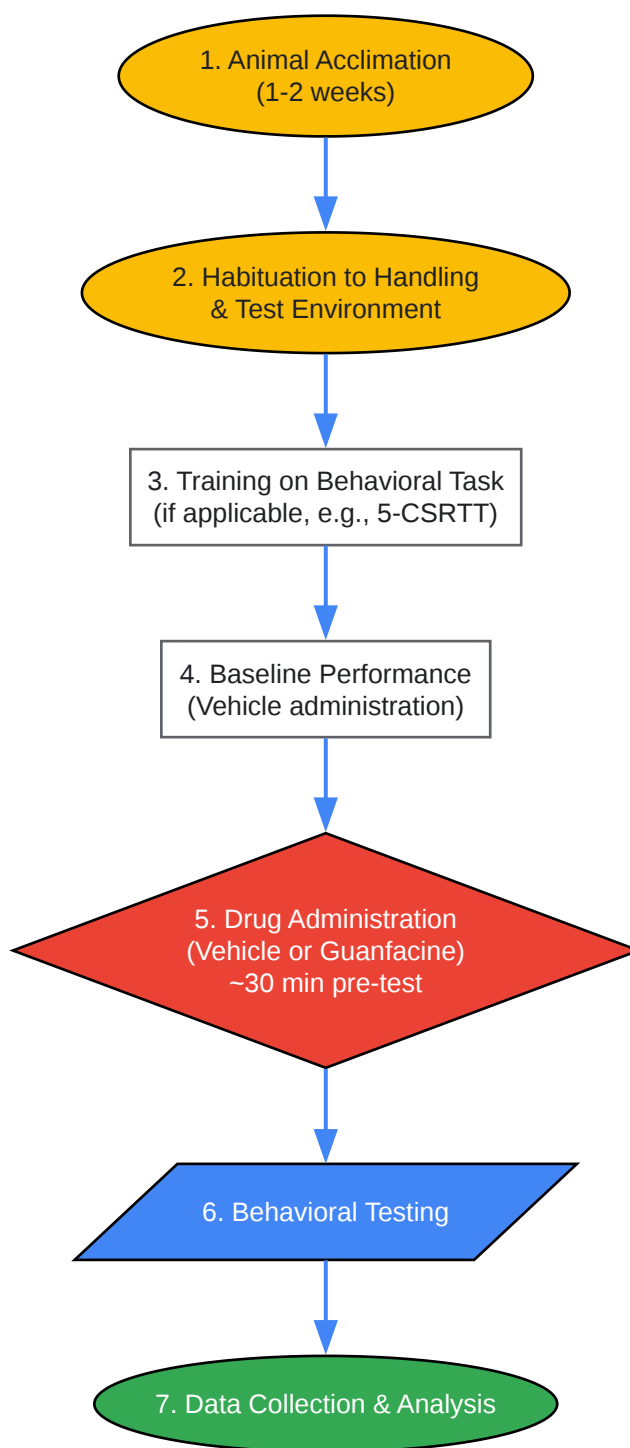 1. Animal Acclimation
(1-2 weeks)
2. Habituation to Handling
& Test Environment
3. Training on Behavioral Task
(if applicable, e.g., 5-CSRTT)
4. Baseline Performance
(Vehicle administration)
5. Drug Administration
(Vehicle or Guanfacine)
~30 min pre-test
6. Behavioral Testing
7. Data Collection & Analysis